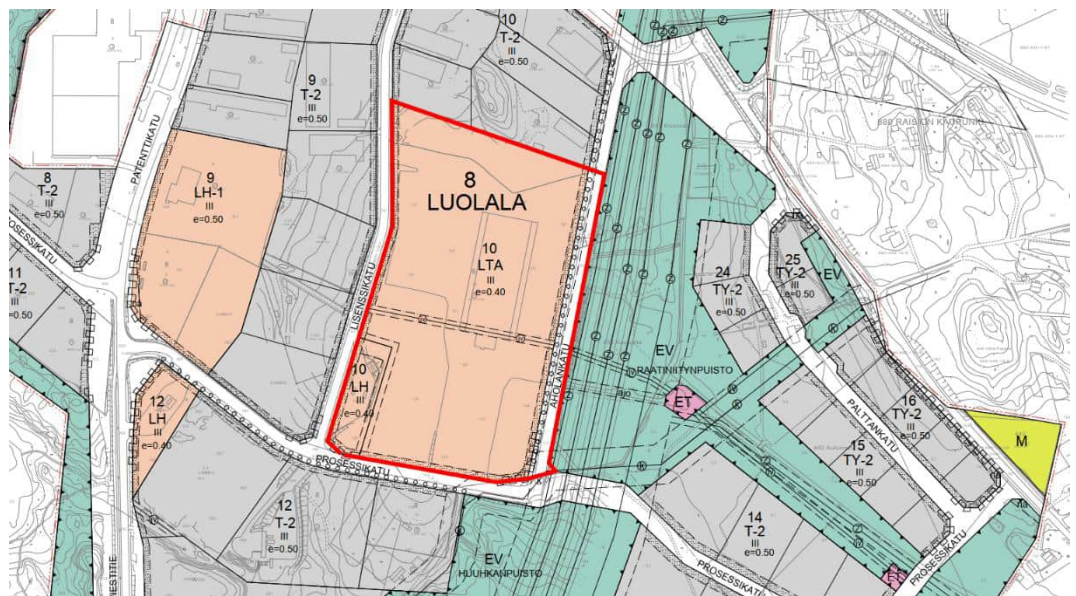 10
T-2
III
e=0.50
9
T-2
III
e=0.50
PATENTTIKATU
8
T-2
III
e=0.50
9
LH-1
III
e=0.50
8
LUOLALA
10
LTA
III
e=0.40
680 RAISION KAUPUNKI
PROSESSIKATU
11
T-2
III
e=0.50
LISENSSIKATU
24
TY-2
III
e=0.50
25
TY-2
III
e=0.50
EV
EV
RAATINIITYNPUISTO
ET
10
LH
III
e=0.40
AHOLANKATU
12
LH
III
e=0.40
PALTTANKATU
16
TY-2
III
e=0.50
M
15
TY-2
III
e=0.50
PROSESSIKATU
12
T-2
III
e=0.50
14
T-2
III
e=0.50
EV
HUUHKANPUISTO
PROSESSIKATU
ET
PROSESSIKATU